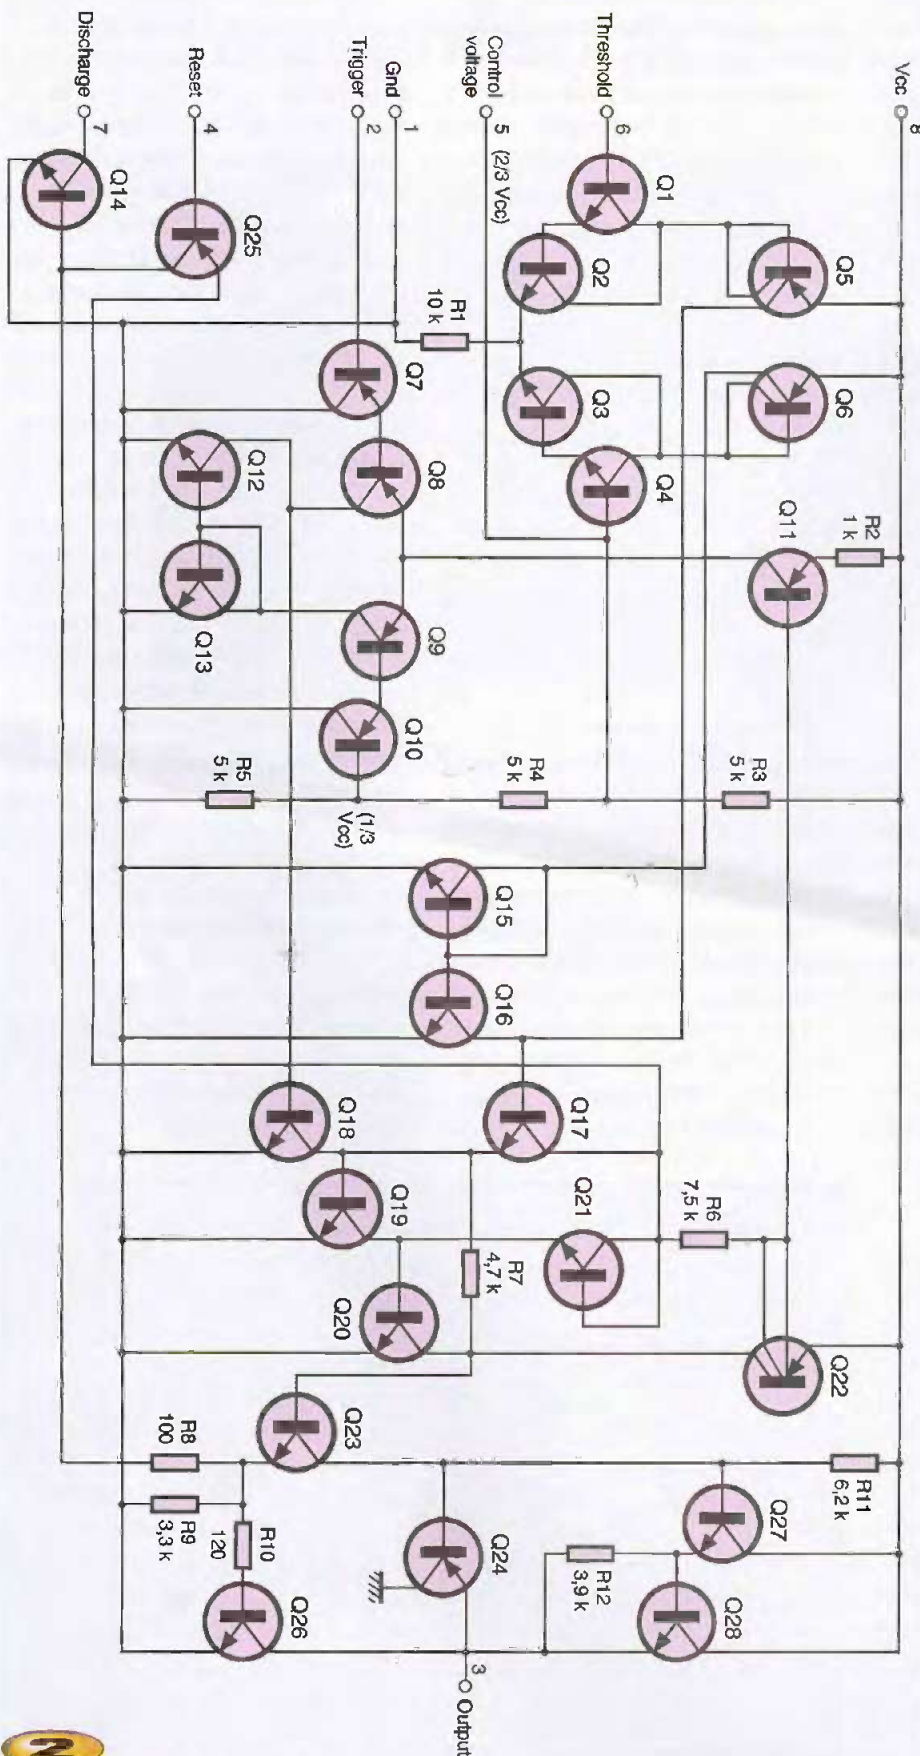 Vcc
8
Threshold
6
Control
voltage
5
(2/3 Vcc)
Gnd
1
Trigger
2
Reset
4
Discharge
7
Q1
Q2
Q3
Q4
Q5
Q6
R1
10 k
Q7
Q8
Q9
Q10
Q11
R2
1 k
Q12
Q13
Q14
Q25
R3
5 k
R4
5 k
R5
5 k
(1/3
Vcc)
Q15
Q16
Q17
Q18
Q19
Q20
Q21
R6
7,5 k
R7
4,7 k
Q22
Q23
R8
100
R9
3,3 k
R10
120
Q24
R11
6,2 k
Q27
R12
3,9 k
Q28
Q26
3
Output
2